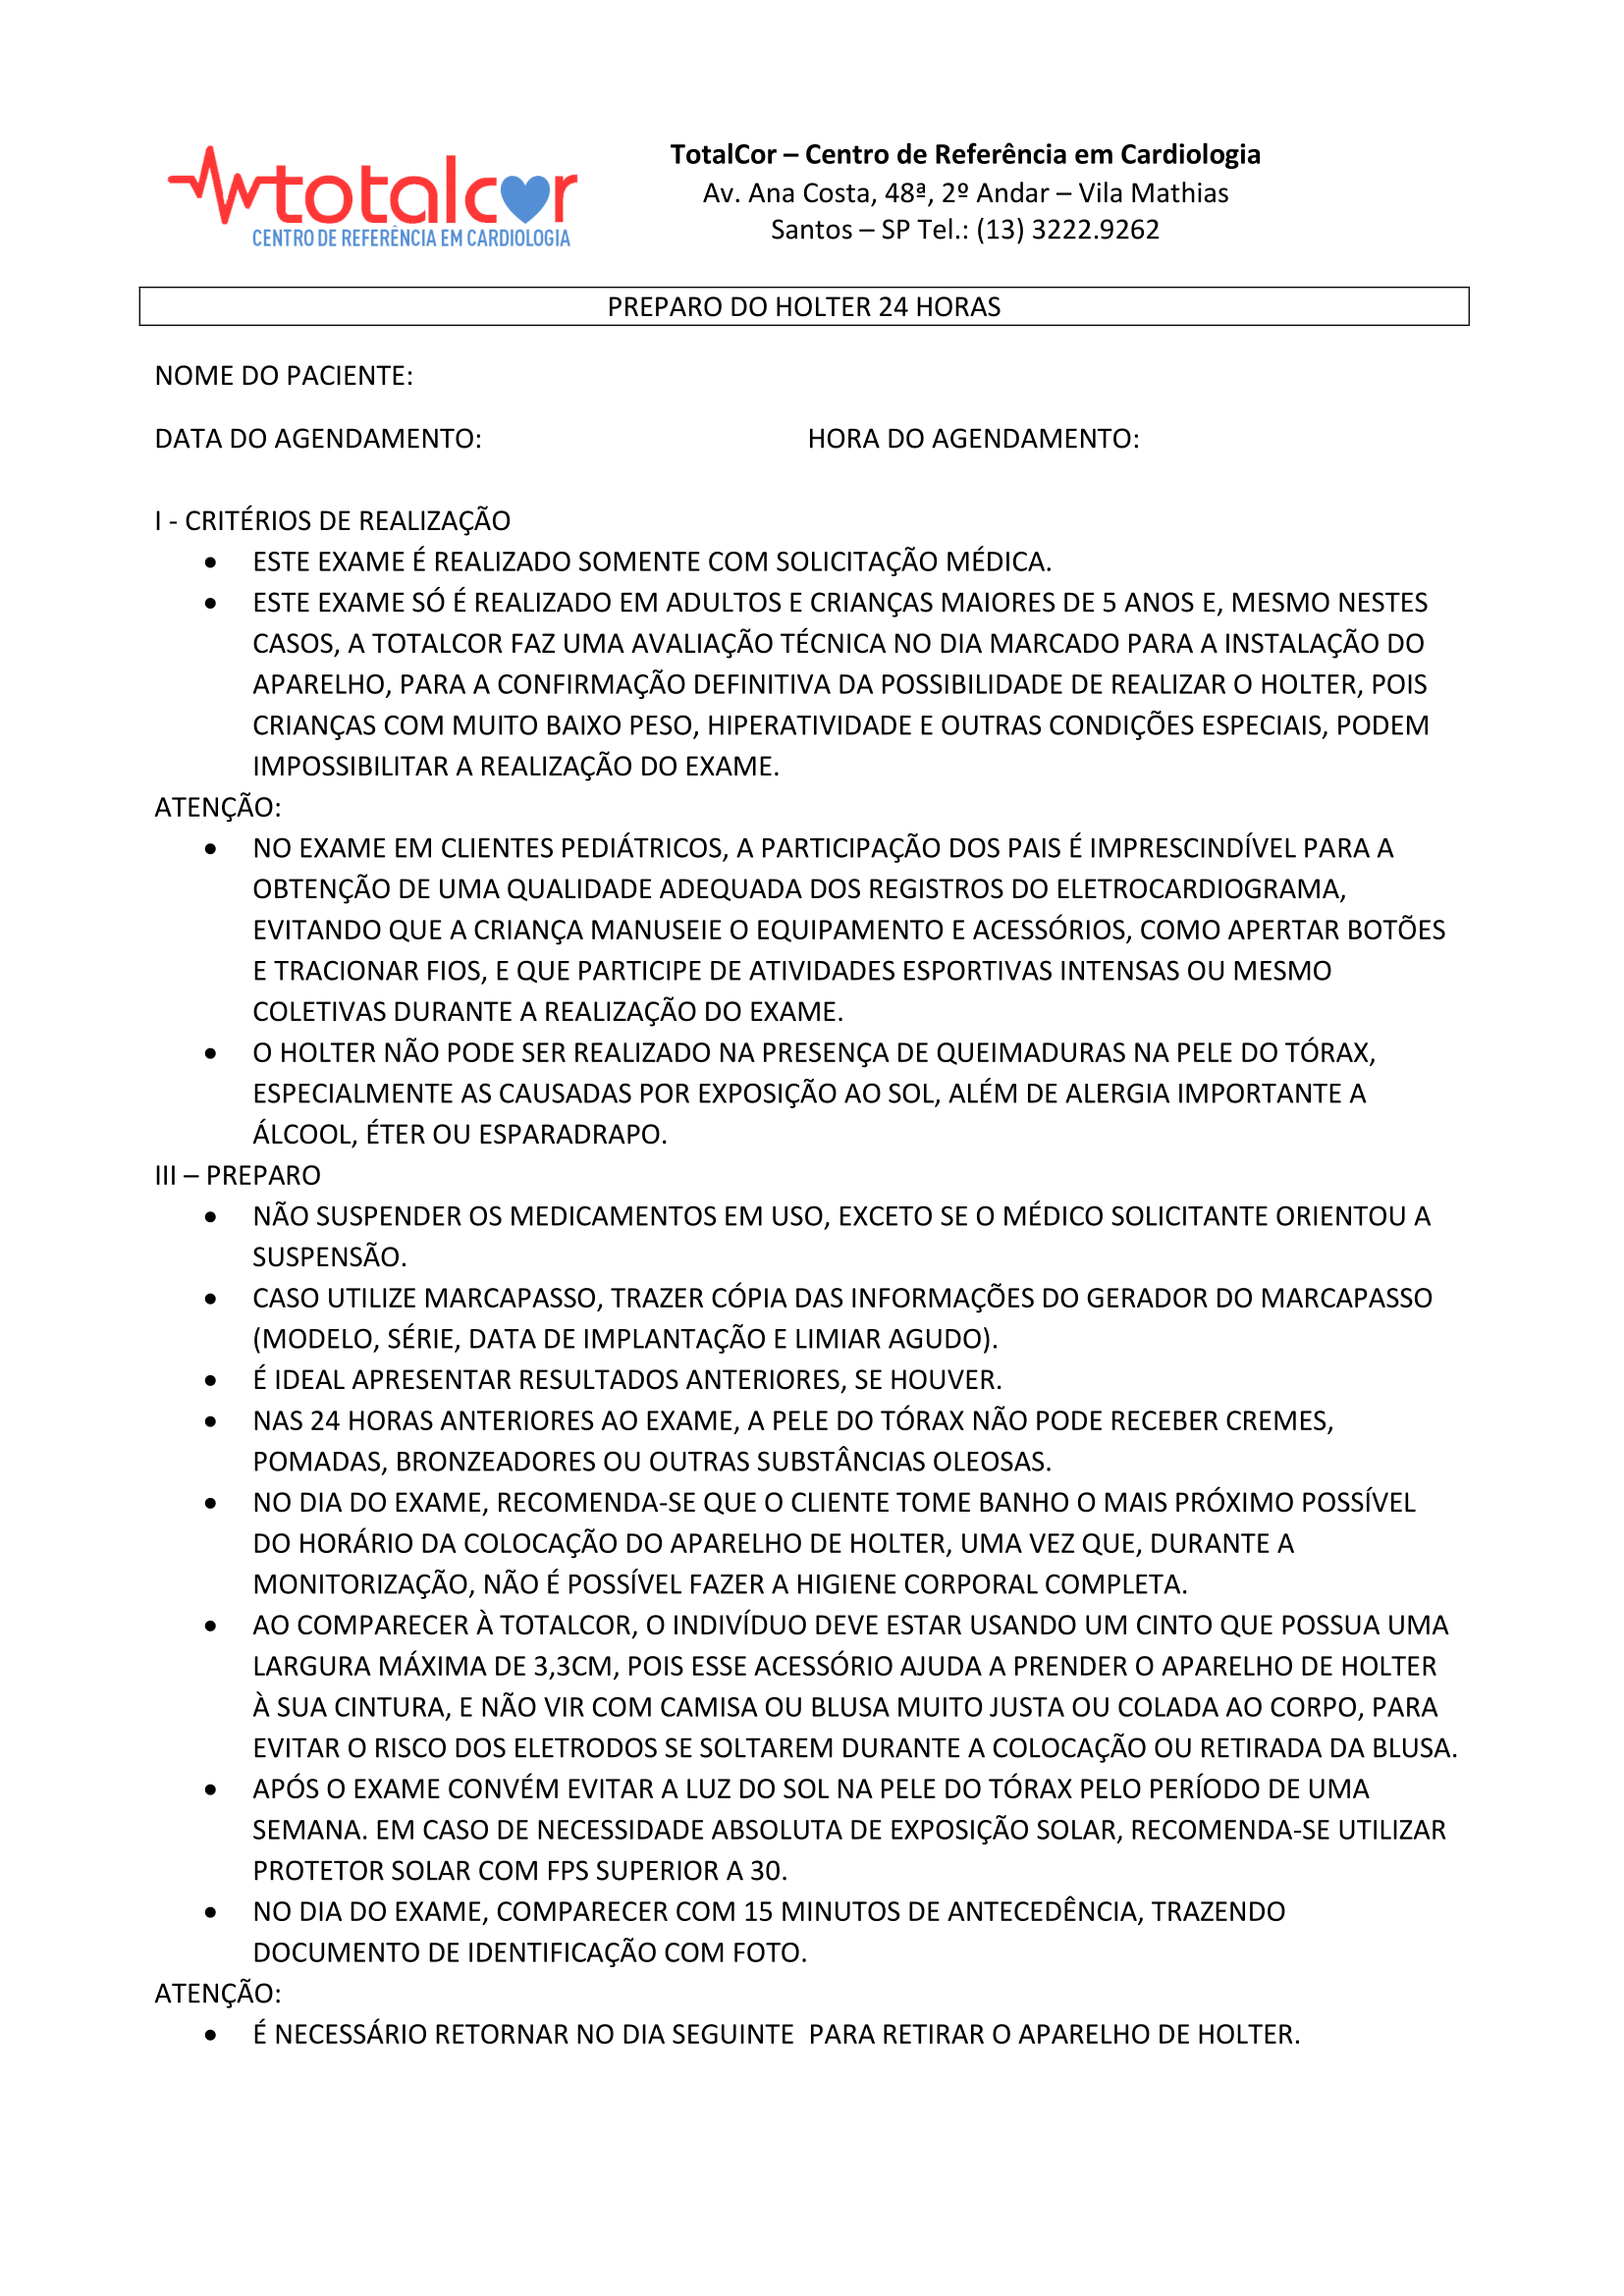 totalcor
CENTRO DE REFERÊNCIA EM CARDIOLOGIA
TotalCor – Centro de Referência em Cardiologia
Av. Ana Costa, 48ª, 2º Andar – Vila Mathias
Santos – SP Tel.: (13) 3222.9262
PREPARO DO HOLTER 24 HORAS
NOME DO PACIENTE:
DATA DO AGENDAMENTO: HORA DO AGENDAMENTO:
I - CRITÉRIOS DE REALIZAÇÃO
• ESTE EXAME É REALIZADO SOMENTE COM SOLICITAÇÃO MÉDICA.
• ESTE EXAME SÓ É REALIZADO EM ADULTOS E CRIANÇAS MAIORES DE 5 ANOS E, MESMO NESTES
CASOS, A TOTALCOR FAZ UMA AVALIAÇÃO TÉCNICA NO DIA MARCADO PARA A INSTALAÇÃO DO
APARELHO, PARA A CONFIRMAÇÃO DEFINITIVA DA POSSIBILIDADE DE REALIZAR O HOLTER, POIS
CRIANÇAS COM MUITO BAIXO PESO, HIPERATIVIDADE E OUTRAS CONDIÇÕES ESPECIAIS, PODEM
IMPOSSIBILITAR A REALIZAÇÃO DO EXAME.
ATENÇÃO:
• NO EXAME EM CLIENTES PEDIÁTRICOS, A PARTICIPAÇÃO DOS PAIS É IMPRESCINDÍVEL PARA A
OBTENÇÃO DE UMA QUALIDADE ADEQUADA DOS REGISTROS DO ELETROCARDIOGRAMA,
EVITANDO QUE A CRIANÇA MANUSEIE O EQUIPAMENTO E ACESSÓRIOS, COMO APERTAR BOTÕES
E TRACIONAR FIOS, E QUE PARTICIPE DE ATIVIDADES ESPORTIVAS INTENSAS OU MESMO
COLETIVAS DURANTE A REALIZAÇÃO DO EXAME.
• O HOLTER NÃO PODE SER REALIZADO NA PRESENÇA DE QUEIMADURAS NA PELE DO TÓRAX,
ESPECIALMENTE AS CAUSADAS POR EXPOSIÇÃO AO SOL, ALÉM DE ALERGIA IMPORTANTE A
ÁLCOOL, ÉTER OU ESPARADRAPO.
III – PREPARO
• NÃO SUSPENDER OS MEDICAMENTOS EM USO, EXCETO SE O MÉDICO SOLICITANTE ORIENTOU A
SUSPENSÃO.
• CASO UTILIZE MARCAPASSO, TRAZER CÓPIA DAS INFORMAÇÕES DO GERADOR DO MARCAPASSO
(MODELO, SÉRIE, DATA DE IMPLANTAÇÃO E LIMIAR AGUDO).
• É IDEAL APRESENTAR RESULTADOS ANTERIORES, SE HOUVER.
• NAS 24 HORAS ANTERIORES AO EXAME, A PELE DO TÓRAX NÃO PODE RECEBER CREMES,
POMADAS, BRONZEADORES OU OUTRAS SUBSTÂNCIAS OLEOSAS.
• NO DIA DO EXAME, RECOMENDA-SE QUE O CLIENTE TOME BANHO O MAIS PRÓXIMO POSSÍVEL
DO HORÁRIO DA COLOCAÇÃO DO APARELHO DE HOLTER, UMA VEZ QUE, DURANTE A
MONITORIZAÇÃO, NÃO É POSSÍVEL FAZER A HIGIENE CORPORAL COMPLETA.
• AO COMPARECER À TOTALCOR, O INDIVÍDUO DEVE ESTAR USANDO UM CINTO QUE POSSUA UMA
LARGURA MÁXIMA DE 3,3CM, POIS ESSE ACESSÓRIO AJUDA A PRENDER O APARELHO DE HOLTER
À SUA CINTURA, E NÃO VIR COM CAMISA OU BLUSA MUITO JUSTA OU COLADA AO CORPO, PARA
EVITAR O RISCO DOS ELETRODOS SE SOLTAREM DURANTE A COLOCAÇÃO OU RETIRADA DA BLUSA.
• APÓS O EXAME CONVÉM EVITAR A LUZ DO SOL NA PELE DO TÓRAX PELO PERÍODO DE UMA
SEMANA. EM CASO DE NECESSIDADE ABSOLUTA DE EXPOSIÇÃO SOLAR, RECOMENDA-SE UTILIZAR
PROTETOR SOLAR COM FPS SUPERIOR A 30.
• NO DIA DO EXAME, COMPARECER COM 15 MINUTOS DE ANTECEDÊNCIA, TRAZENDO
DOCUMENTO DE IDENTIFICAÇÃO COM FOTO.
ATENÇÃO:
• É NECESSÁRIO RETORNAR NO DIA SEGUINTE  PARA RETIRAR O APARELHO DE HOLTER.